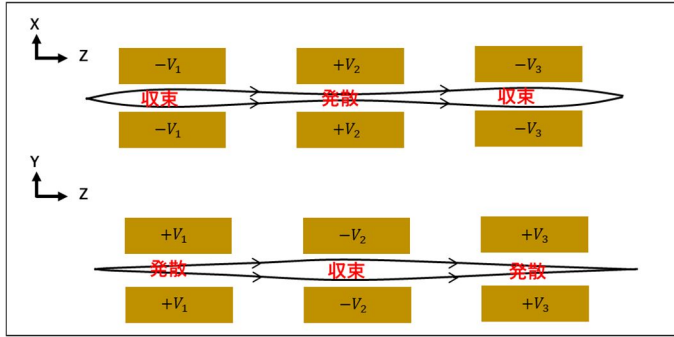 X
Z
−V₁ +V₂ −V₃
収束 発散 収束
−V₁ +V₂ −V₃
Y
Z
+V₁ −V₂ +V₃
発散 収束 発散
+V₁ −V₂ +V₃